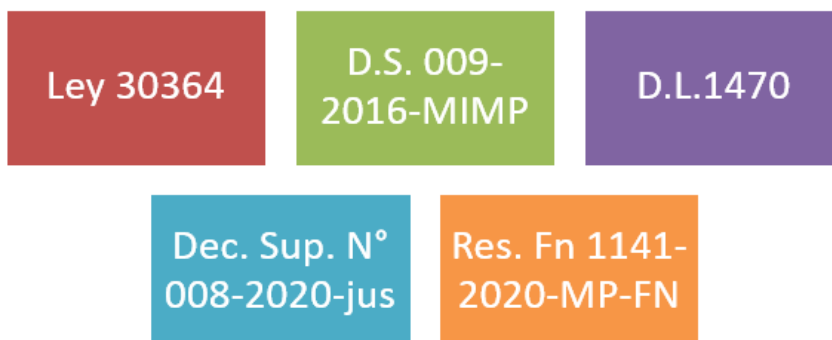 Ley 30364
D.S. 009-
2016-MIMP
D.L.1470
Dec. Sup. N°
008-2020-jus
Res. Fn 1141-
2020-MP-FN